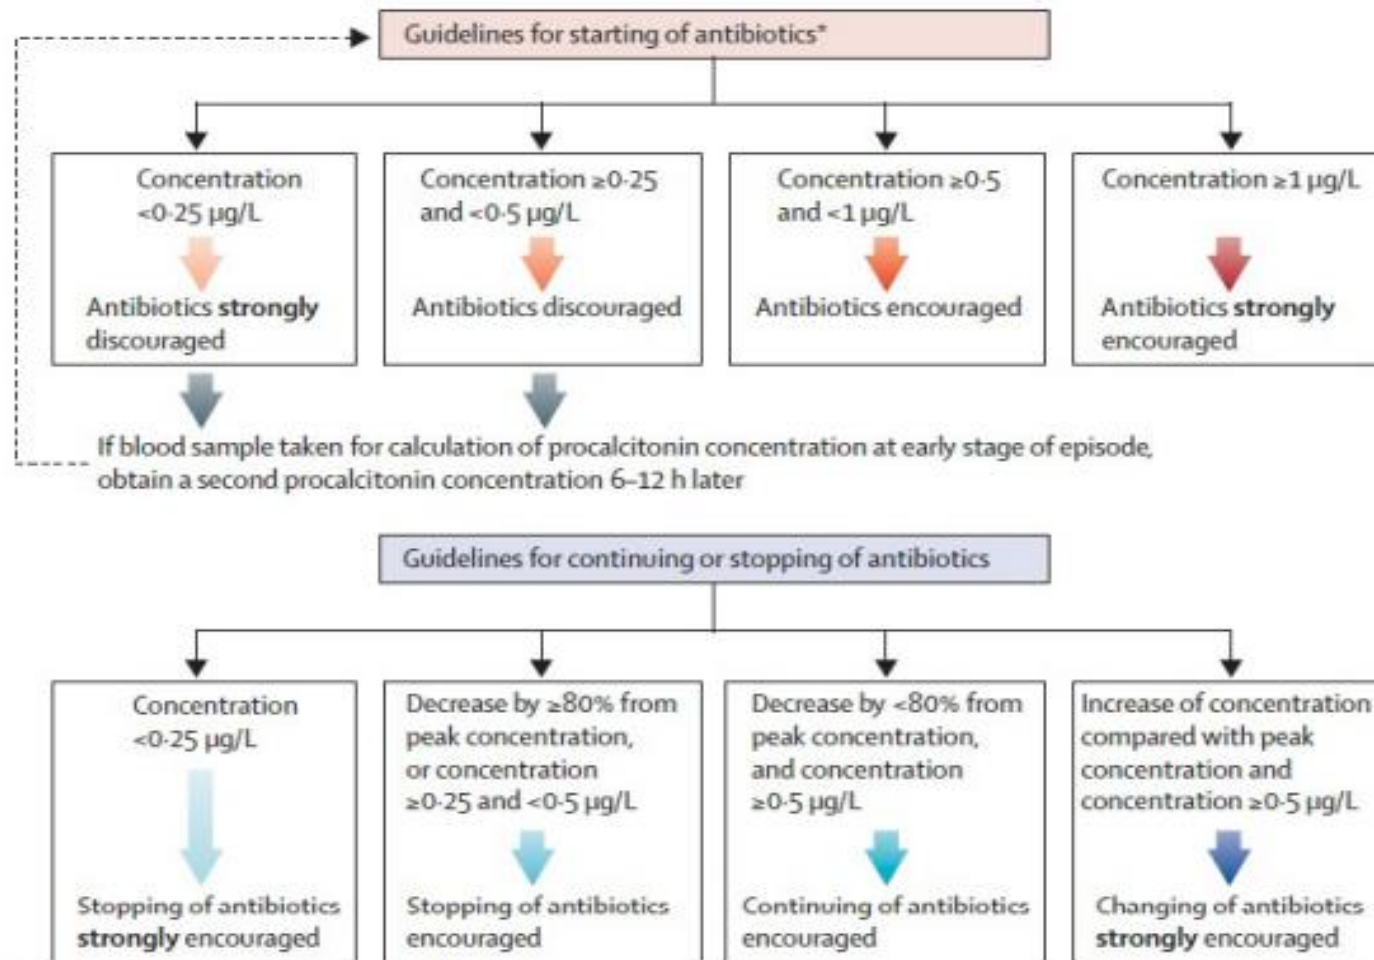 Guidelines for starting of antibiotics*
Concentration
<0·25 µg/L
Antibiotics strongly
discouraged
Concentration ≥0·25
and <0·5 µg/L
Antibiotics discouraged
Concentration ≥0·5
and <1 µg/L
Antibiotics encouraged
Concentration ≥1 µg/L
Antibiotics strongly
encouraged
If blood sample taken for calculation of procalcitonin concentration at early stage of episode,
obtain a second procalcitonin concentration 6–12 h later
Guidelines for continuing or stopping of antibiotics
Concentration
<0·25 µg/L
Stopping of antibiotics
strongly encouraged
Decrease by ≥80% from
peak concentration,
or concentration
≥0·25 and <0·5 µg/L
Stopping of antibiotics
encouraged
Decrease by <80% from
peak concentration,
and concentration
≥0·5 µg/L
Continuing of antibiotics
encouraged
Increase of concentration
compared with peak
concentration and
concentration ≥0·5 µg/L
Changing of antibiotics
strongly encouraged